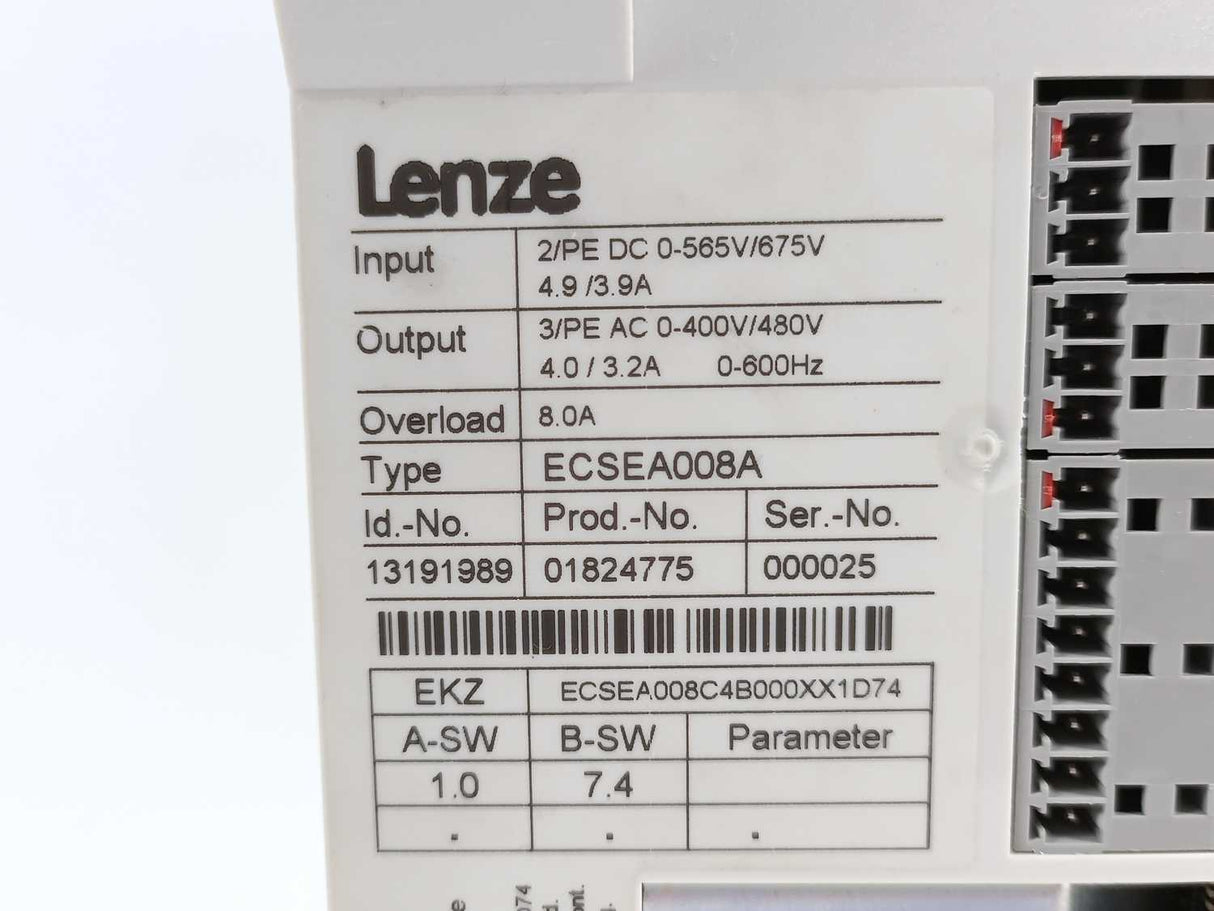 Lenze
Input 2/PE DC 0-565V/675V
4.9 /3.9A
Output 3/PE AC 0-400V/480V
4.0 / 3.2A 0-600Hz
Overload 8.0A
Type ECSEA008A
Id.-No. Prod.-No. Ser.-No.
13191989 01824775 000025
EKZ ECSEA008C4B000XX1D74
A-SW B-SW Parameter
1.0 7.4
. . .